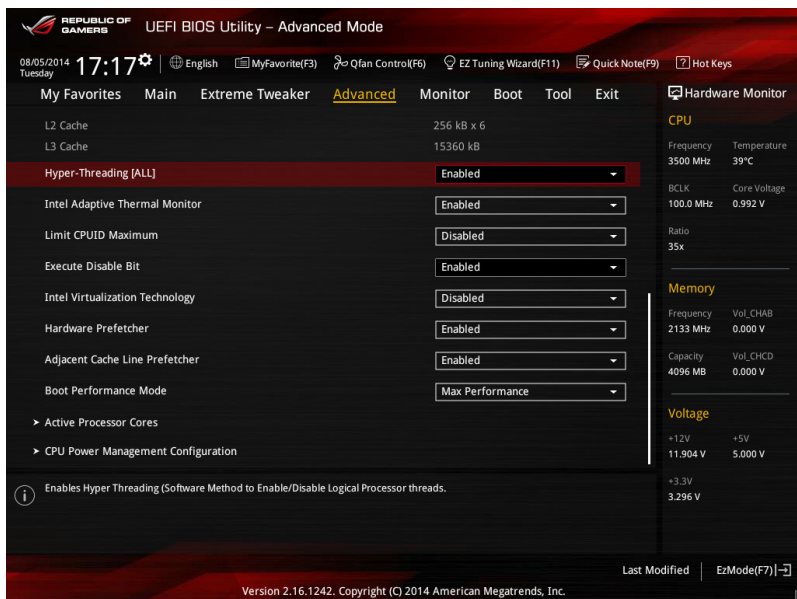 REPUBLIC OF
GAMERS
UEFI BIOS Utility – Advanced Mode
08/05/2014
Tuesday
17:17
English
MyFavorite(F3)
Qfan Control(F6)
EZ Tuning Wizard(F11)
Quick Note(F9)
? Hot Keys
My Favorites
Main
Extreme Tweaker
Advanced
Monitor
Boot
Tool
Exit
L2 Cache 256 kB x 6
L3 Cache 15360 kB
Hyper-Threading [ALL] Enabled
Intel Adaptive Thermal Monitor Enabled
Limit CPUID Maximum Disabled
Execute Disable Bit Enabled
Intel Virtualization Technology Disabled
Hardware Prefetcher Enabled
Adjacent Cache Line Prefetcher Enabled
Boot Performance Mode Max Performance
> Active Processor Cores
> CPU Power Management Configuration
i Enables Hyper Threading (Software Method to Enable/Disable Logical Processor threads.
Hardware Monitor
CPU
Frequency Temperature
3500 MHz 39°C
BCLK Core Voltage
100.0 MHz 0.992 V
Ratio
35x
Memory
Frequency Vol_CHAB
2133 MHz 0.000 V
Capacity Vol_CHCD
4096 MB 0.000 V
Voltage
+12V +5V
11.904 V 5.000 V
+3.3V
3.296 V
Last Modified
EzMode(F7)
Version 2.16.1242. Copyright (C) 2014 American Megatrends, Inc.